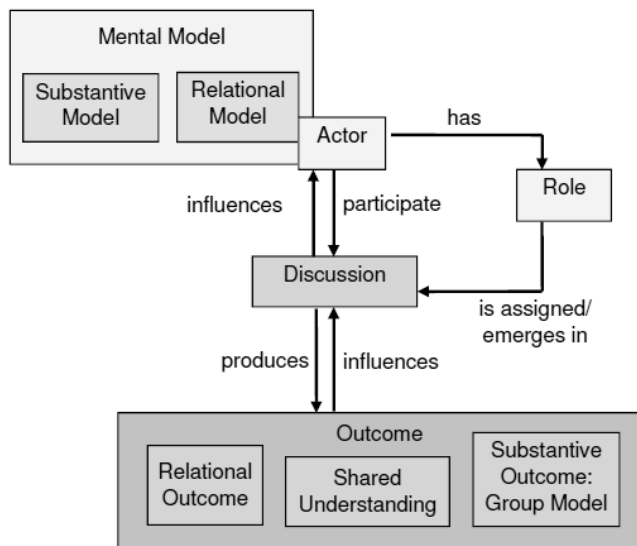 Mental Model
Substantive
Model
Relational
Model
Actor
has
Role
influences
participate
Discussion
is assigned/
emerges in
produces
influences
Outcome
Relational
Outcome
Shared
Understanding
Substantive
Outcome:
Group Model